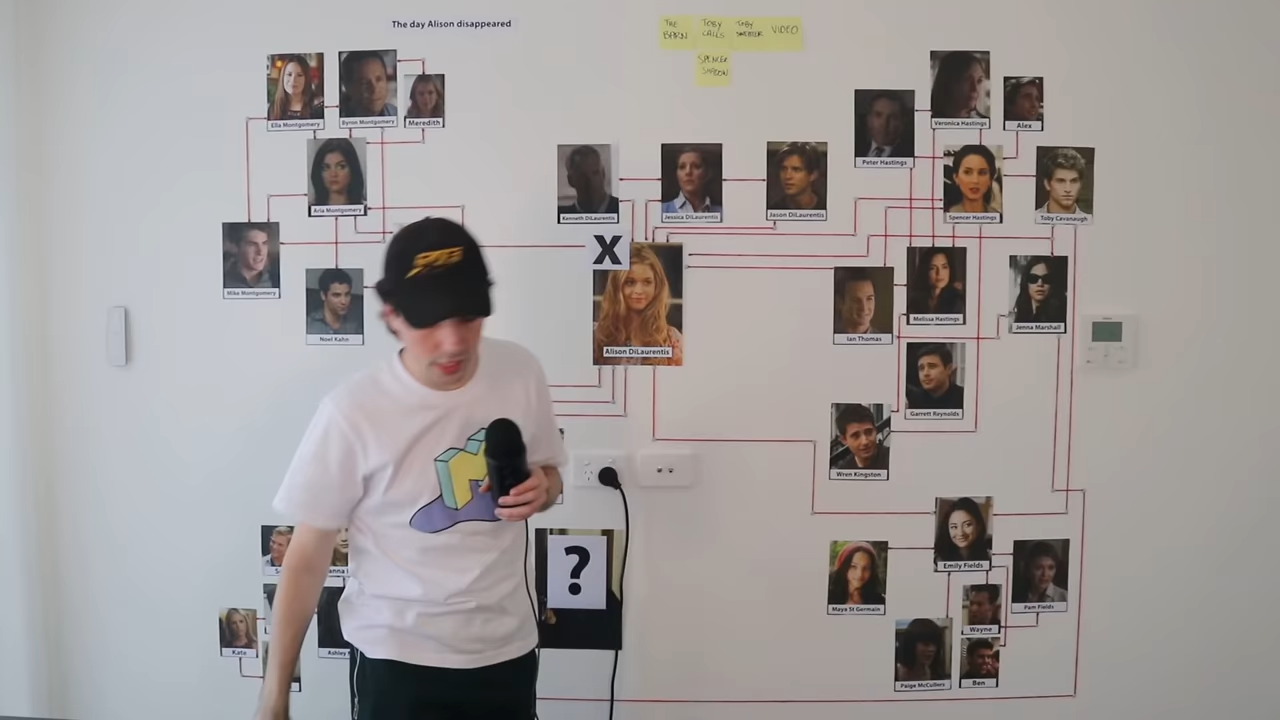 The day Alison disappeared
THE BARN
TOBY CALLS
VIDEO
SPENCER
Ella Montgomery
Byron Montgomery
Meredith
Aria Montgomery
Mike Montgomery
Noel Kahn
Kenneth DiLaurentis
Jessica DiLaurentis
Jason DiLaurentis
X
Alison DiLaurentis
Veronica Hastings
Alex
Peter Hastings
Spencer Hastings
Toby Cavanaugh
Melissa Hastings
Ian Thomas
Jenna Marshall
Garrett Reynolds
Wren Kingston
Emily Fields
Maya St Germain
Pam Fields
Wayne
Paige McCullers
Ben
?
M
Kate
Ashley